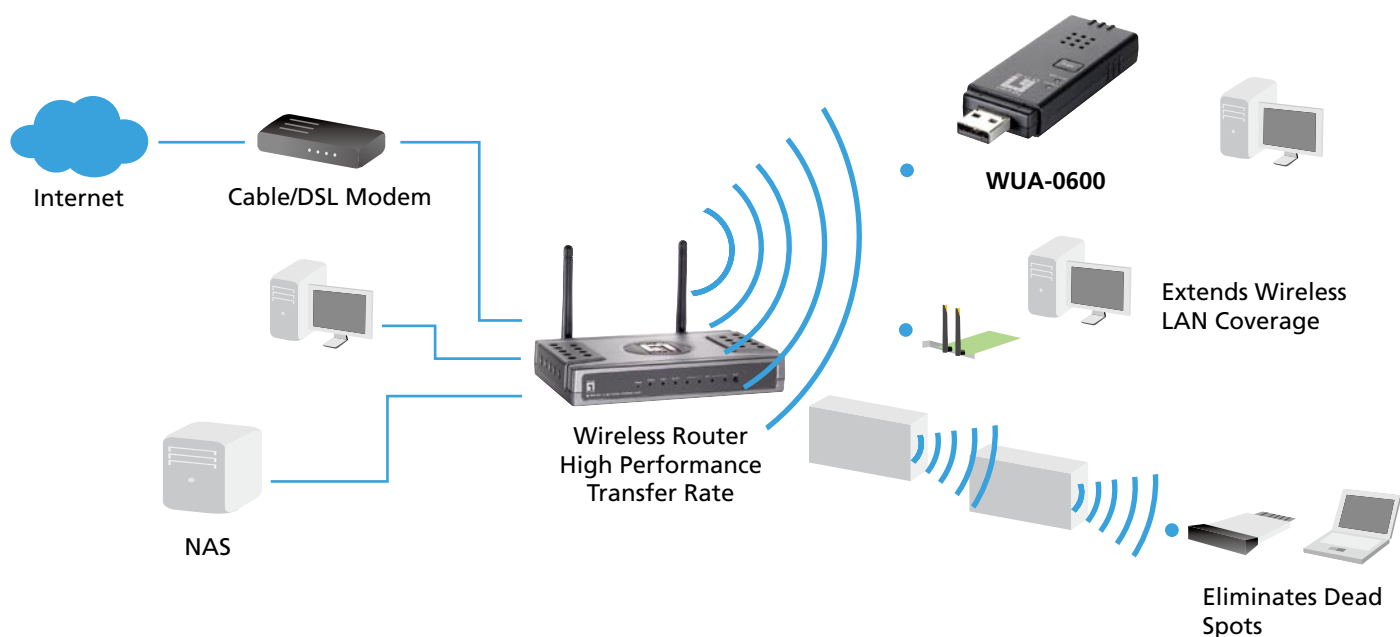 Internet
Cable/DSL Modem
WUA-0600
Extends Wireless
LAN Coverage
Wireless Router
High Performance
Transfer Rate
NAS
Eliminates Dead
Spots